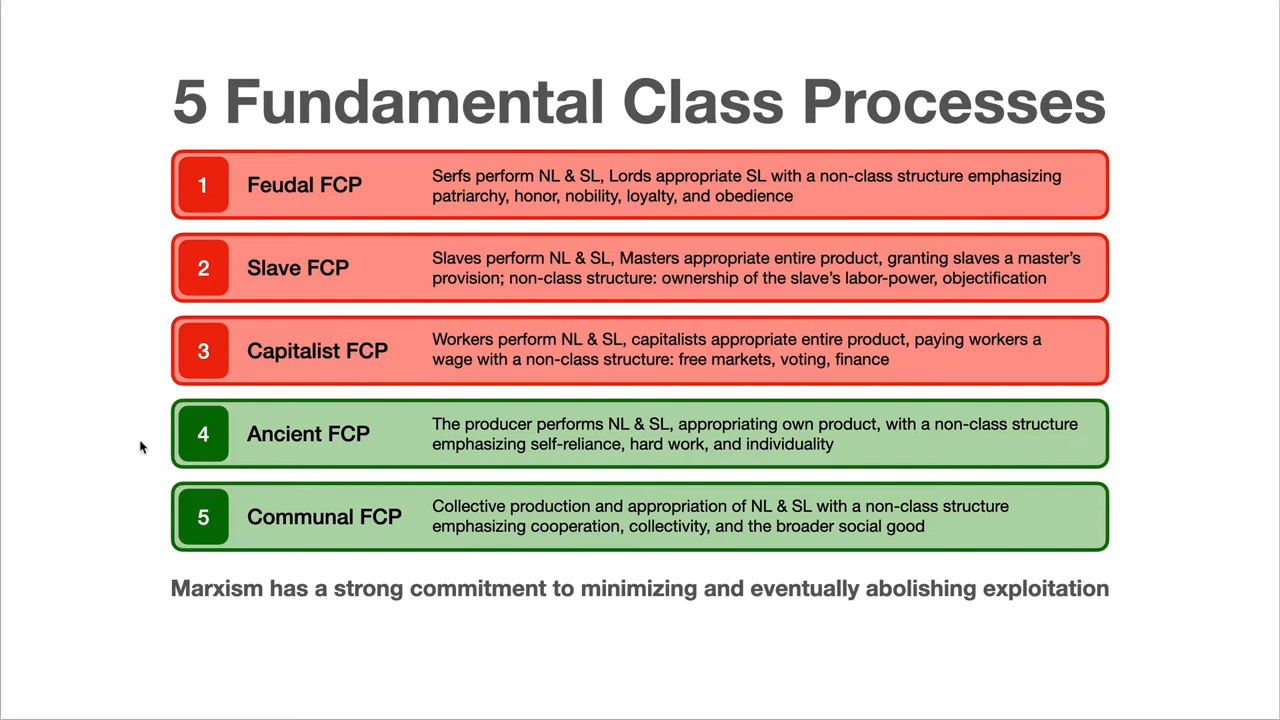 5 Fundamental Class Processes
1
Feudal FCP
Serfs perform NL & SL, Lords appropriate SL with a non-class structure emphasizing
patriarchy, honor, nobility, loyalty, and obedience
2
Slave FCP
Slaves perform NL & SL, Masters appropriate entire product, granting slaves a master’s
provision; non-class structure: ownership of the slave’s labor-power, objectification
3
Capitalist FCP
Workers perform NL & SL, capitalists appropriate entire product, paying workers a
wage with a non-class structure: free markets, voting, finance
4
Ancient FCP
The producer performs NL & SL, appropriating own product, with a non-class structure
emphasizing self-reliance, hard work, and individuality
5
Communal FCP
Collective production and appropriation of NL & SL with a non-class structure
emphasizing cooperation, collectivity, and the broader social good
Marxism has a strong commitment to minimizing and eventually abolishing exploitation